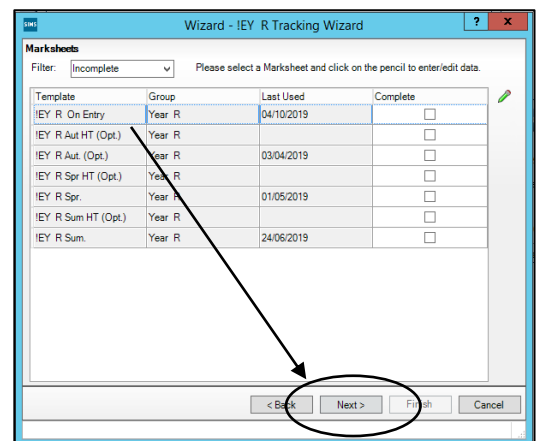 SIMS Wizard - !EY R Tracking Wizard ? X
Marksheets
Filter: Incomplete Please select a Marksheet and click on the pencil to enter/edit data.
Template Group Last Used Complete
!EY R On Entry Year R 04/10/2019
!EY R Aut HT (Opt.) Year R
!EY R Aut. (Opt.) Year R 03/04/2019
!EY R Spr HT (Opt.) Year R
!EY R Spr. Year R 01/05/2019
!EY R Sum HT (Opt.) Year R
!EY R Sum. Year R 24/06/2019
< Back Next > Finish Cancel